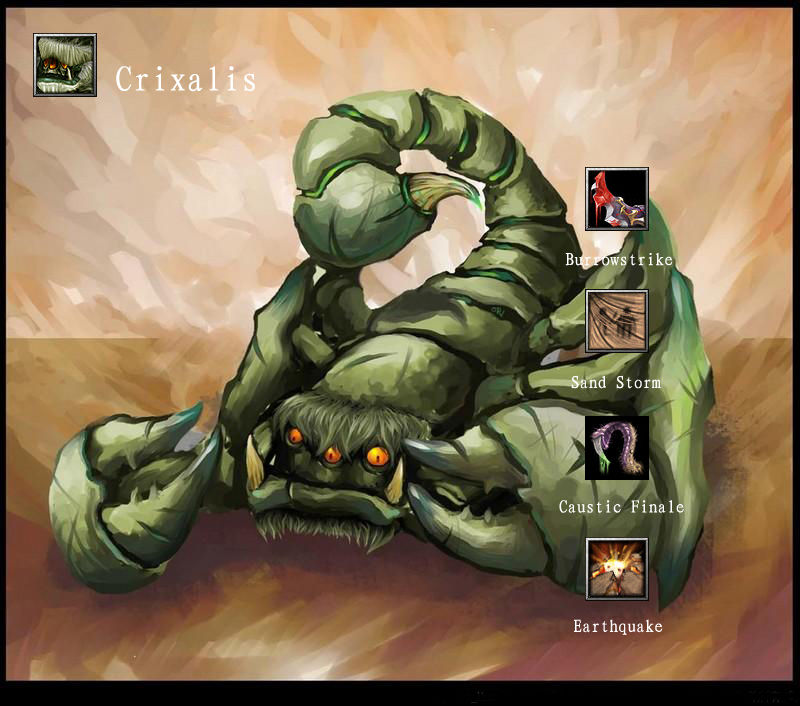 Crixalis
Burrowstrike
Sand Storm
Caustic Finale
Earthquake